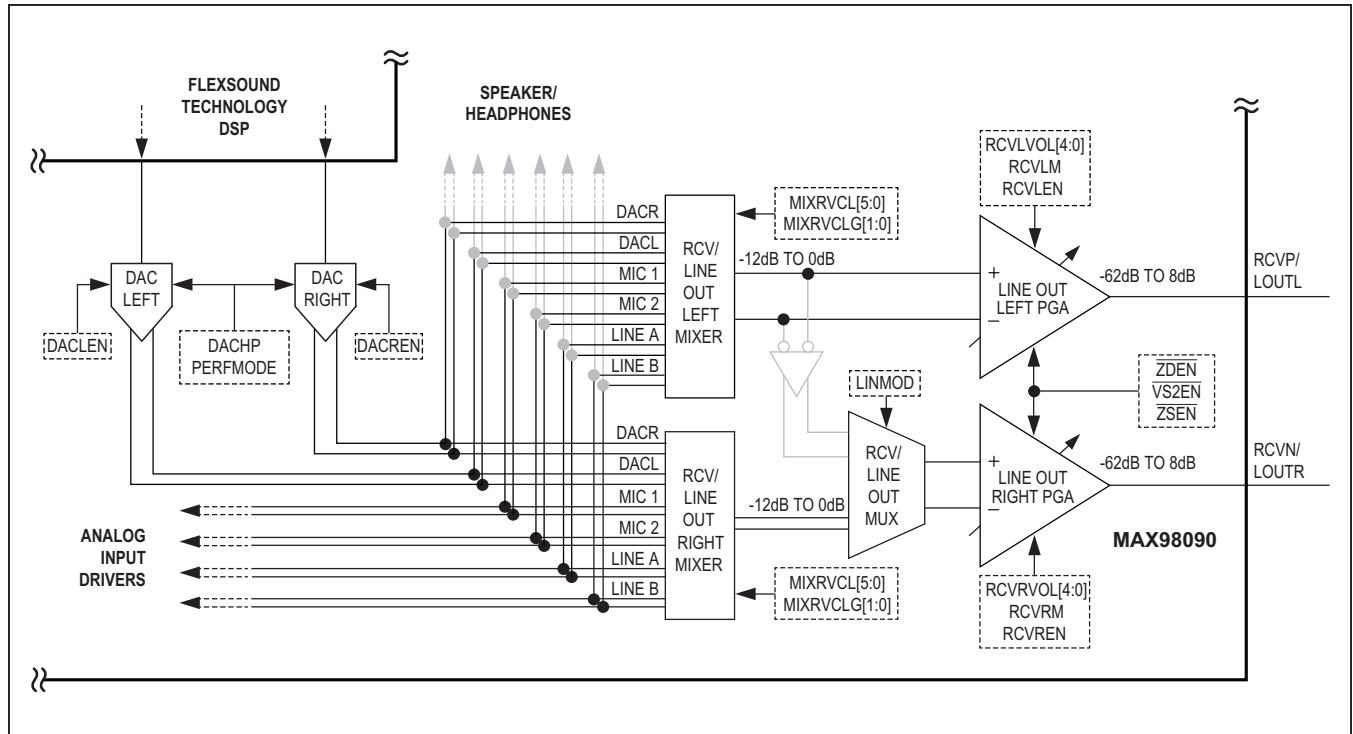 FLEXSOUND
TECHNOLOGY
DSP
SPEAKER/
HEADPHONES
DAC
LEFT
DAC
RIGHT
DACLEN
DACHP
PERFMODE
DACREN
ANALOG
INPUT
DRIVERS
DACR
DACL
MIC 1
MIC 2
LINE A
LINE B
RCV/
LINE
OUT
LEFT
MIXER
MIXRVCL[5:0]
MIXRVCLG[1:0]
-12dB TO 0dB
DACR
DACL
MIC 1
MIC 2
LINE A
LINE B
RCV/
LINE
OUT
RIGHT
MIXER
-12dB TO 0dB
MIXRVCL[5:0]
MIXRVCLG[1:0]
LINMOD
RCV/
LINE
OUT
MUX
RCVLVOL[4:0]
RCVLM
RCVLEN
+
LINE OUT
LEFT PGA
−
-62dB TO 8dB
RCVP/
LOUTL
ZDEN
VS2EN
ZSEN
+
LINE OUT
RIGHT PGA
−
-62dB TO 8dB
RCVN/
LOUTR
MAX98090
RCVRVOL[4:0]
RCVRM
RCVREN